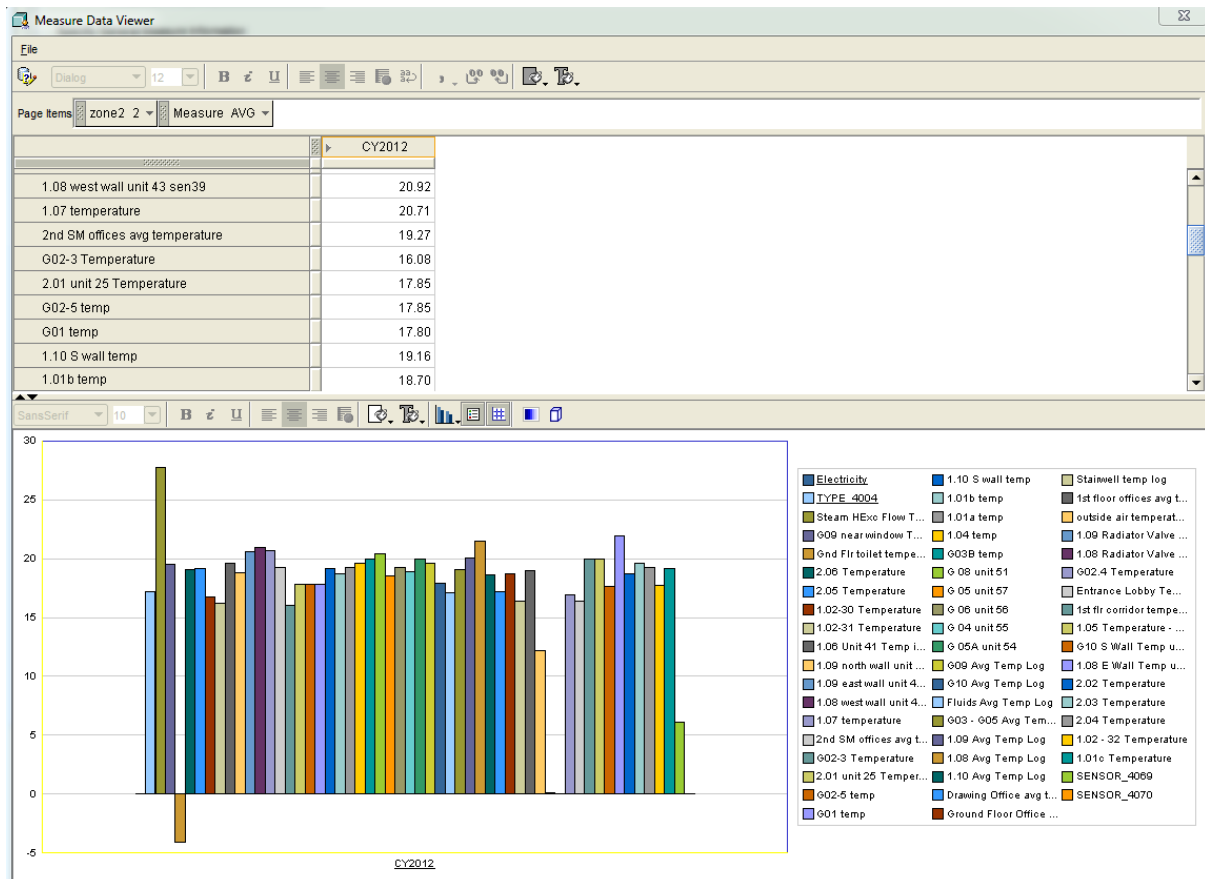 Measure Data Viewer
File
Dialog 12 B i U
Page Items zone2 2 Measure AVG
CY2012
1.08 west wall unit 43 sen39 20.92
1.07 temperature 20.71
2nd SM offices avg temperature 19.27
G02-3 Temperature 16.08
2.01 unit 25 Temperature 17.85
G02-5 temp 17.85
G01 temp 17.80
1.10 S wall temp 19.16
1.01b temp 18.70
SansSerif 10 B i U
30
25
20
15
10
5
0
-5
CY2012
Electricity 1.10 S wall temp Stairwell temp log
TYPE_4004 1.01b temp 1st floor offices avg t...
Steam HExc Flow T... 1.01a temp outside air temperat...
G09 near window T... 1.04 temp 1.09 Radiator Valve ...
Gnd Flr toilet tempe... G03B temp 1.08 Radiator Valve ...
2.06 Temperature G 08 unit 51 G02.4 Temperature
2.05 Temperature G 05 unit 57 Entrance Lobby Te...
1.02-30 Temperature G 06 unit 56 1st flr corridor tempe...
1.02-31 Temperature G 04 unit 55 1.05 Temperature - ...
1.06 Unit 41 Temp i... G 05A unit 54 G10 S Wall Temp u...
1.09 north wall unit ... G09 Avg Temp Log 1.08 E Wall Temp u...
1.09 east wall unit 4... G10 Avg Temp Log 2.02 Temperature
1.08 west wall unit 4... Fluids Avg Temp Log 2.03 Temperature
1.07 temperature G03 - G05 Avg Tem... 2.04 Temperature
2nd SM offices avg t... 1.09 Avg Temp Log 1.02 - 32 Temperature
G02-3 Temperature 1.08 Avg Temp Log 1.01c Temperature
2.01 unit 25 Temper... 1.10 Avg Temp Log SENSOR_4069
G02-5 temp Drawing Office avg t... SENSOR_4070
G01 temp Ground Floor Office ...